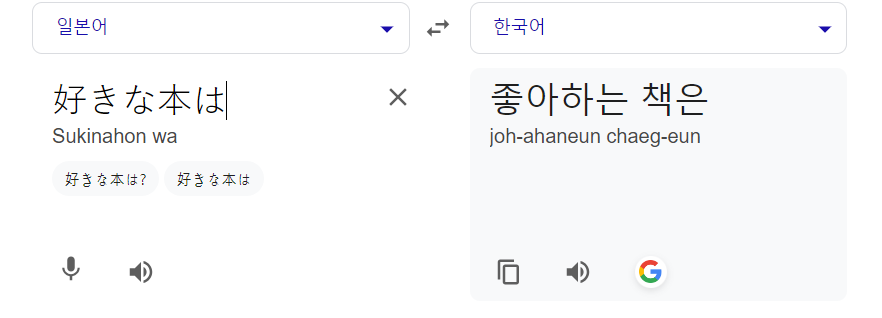 일본어
한국어
好きな本は
Sukinahon wa
好きな本は?
好きな本は
좋아하는 책은
joh-ahaneun chaeg-eun